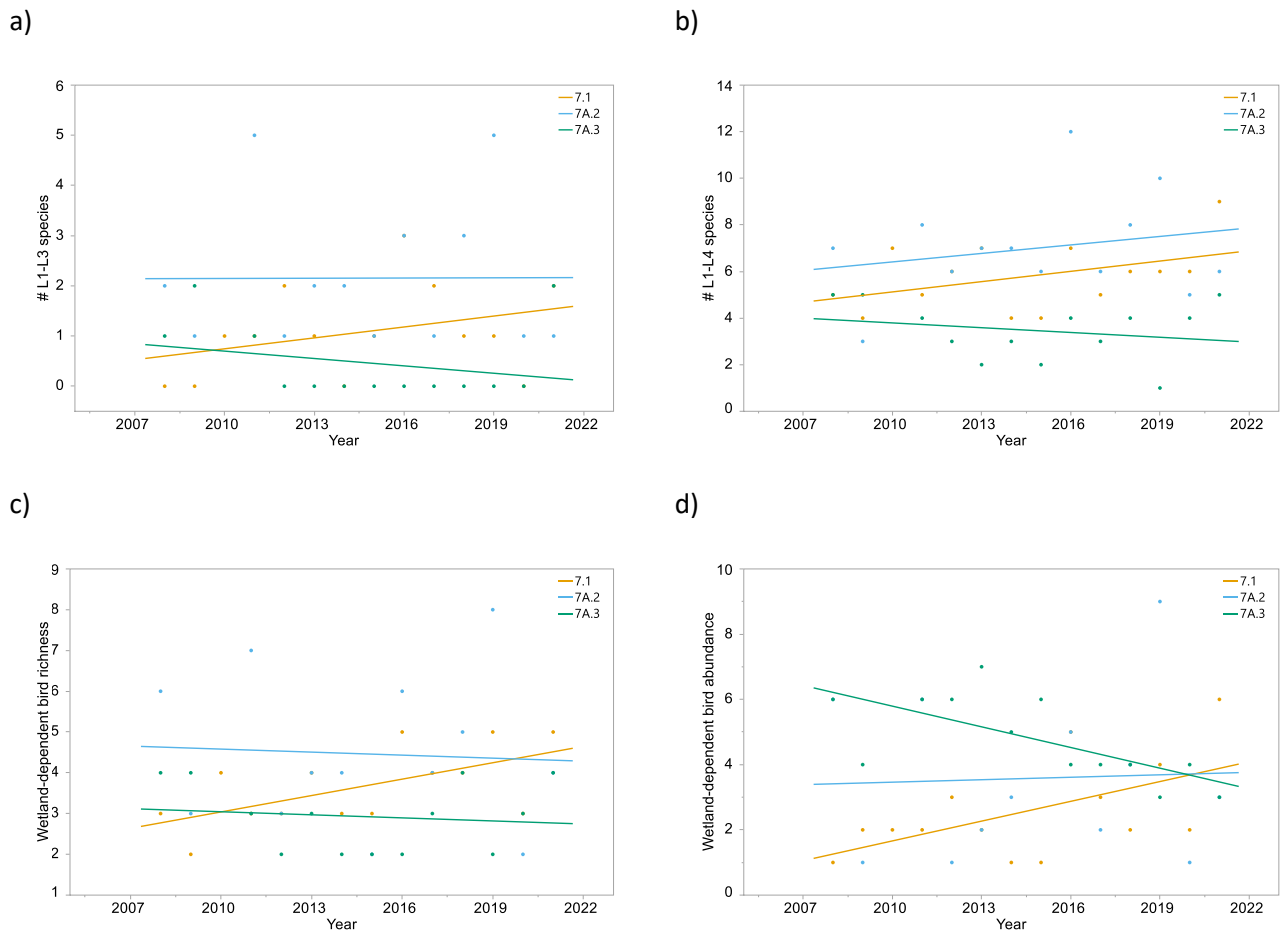 a)
6
5
4
3
2
1
0
# L1-L3 species
7.1
7A.2
7A.3
2007 2010 2013 2016 2019 2022
Year
b)
14
12
10
8
6
4
2
0
# L1-L4 species
7.1
7A.2
7A.3
2007 2010 2013 2016 2019 2022
Year
c)
9
8
7
6
5
4
3
2
1
Wetland-dependent bird richness
7.1
7A.2
7A.3
2007 2010 2013 2016 2019 2022
Year
d)
10
8
6
4
2
0
Wetland-dependent bird abundance
7.1
7A.2
7A.3
2007 2010 2013 2016 2019 2022
Year